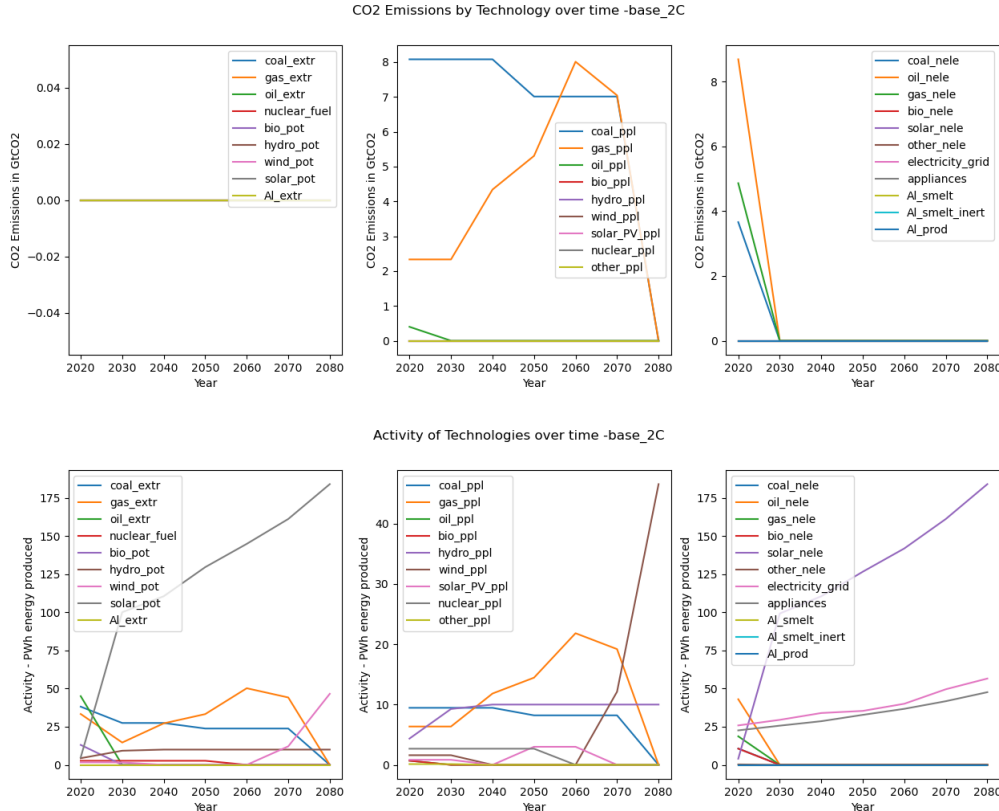 CO2 Emissions by Technology over time -base_2C
CO2 Emissions in GtCO2
0.04
0.02
0.00
−0.02
−0.04
coal_extr
gas_extr
oil_extr
nuclear_fuel
bio_pot
hydro_pot
wind_pot
solar_pot
Al_extr
2020 2030 2040 2050 2060 2070 2080
Year
CO2 Emissions in GtCO2
8
7
6
5
4
3
2
1
0
coal_ppl
gas_ppl
oil_ppl
bio_ppl
hydro_ppl
wind_ppl
solar_PV_ppl
nuclear_ppl
other_ppl
2020 2030 2040 2050 2060 2070 2080
Year
CO2 Emissions in GtCO2
8
6
4
2
0
coal_nele
oil_nele
gas_nele
bio_nele
solar_nele
other_nele
electricity_grid
appliances
Al_smelt
Al_smelt_inert
Al_prod
2020 2030 2040 2050 2060 2070 2080
Year
Activity of Technologies over time -base_2C
Activity - PWh energy produced
175
150
125
100
75
50
25
0
coal_extr
gas_extr
oil_extr
nuclear_fuel
bio_pot
hydro_pot
wind_pot
solar_pot
Al_extr
2020 2030 2040 2050 2060 2070 2080
Year
Activity - PWh energy produced
40
30
20
10
0
coal_ppl
gas_ppl
oil_ppl
bio_ppl
hydro_ppl
wind_ppl
solar_PV_ppl
nuclear_ppl
other_ppl
2020 2030 2040 2050 2060 2070 2080
Year
Activity - PWh energy produced
175
150
125
100
75
50
25
0
coal_nele
oil_nele
gas_nele
bio_nele
solar_nele
other_nele
electricity_grid
appliances
Al_smelt
Al_smelt_inert
Al_prod
2020 2030 2040 2050 2060 2070 2080
Year